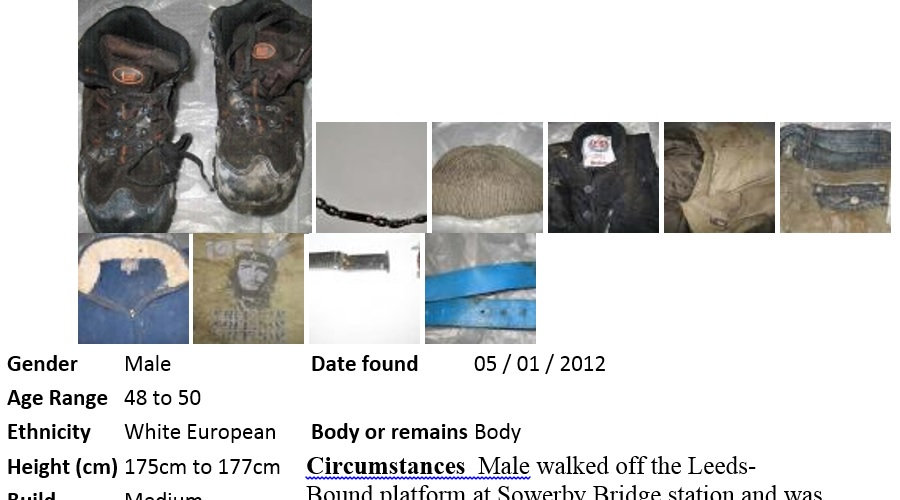 195
Gender Male Date found 05 / 01 / 2012
Age Range 48 to 50
Ethnicity White European Body or remains Body
Height (cm) 175cm to 177cm Circumstances Male walked off the Leeds-
Build Medium Bound platform at Sowerby Bridge station and was